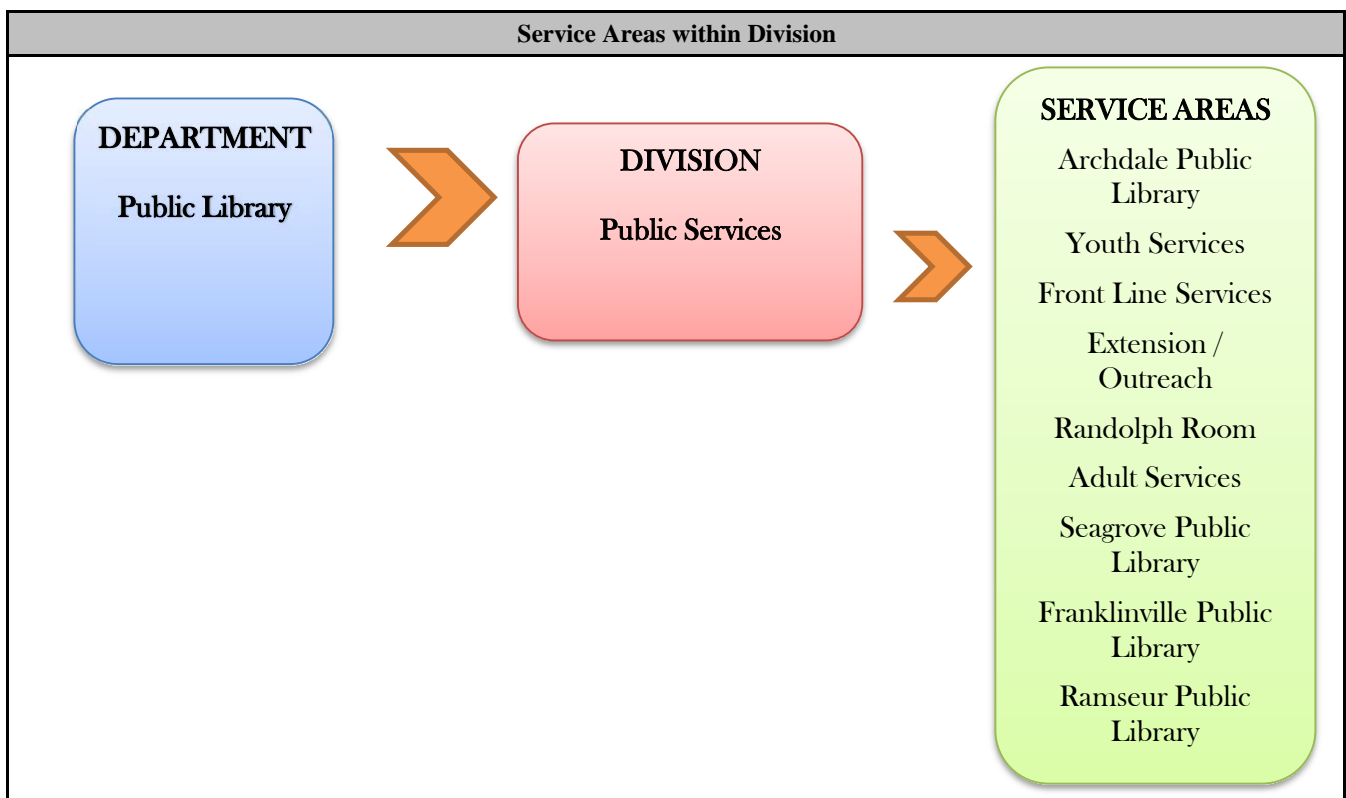 Service Areas within Division
DEPARTMENT
Public Library
DIVISION
Public Services
SERVICE AREAS
Archdale Public
Library
Youth Services
Front Line Services
Extension /
Outreach
Randolph Room
Adult Services
Seagrove Public
Library
Franklinville Public
Library
Ramseur Public
Library